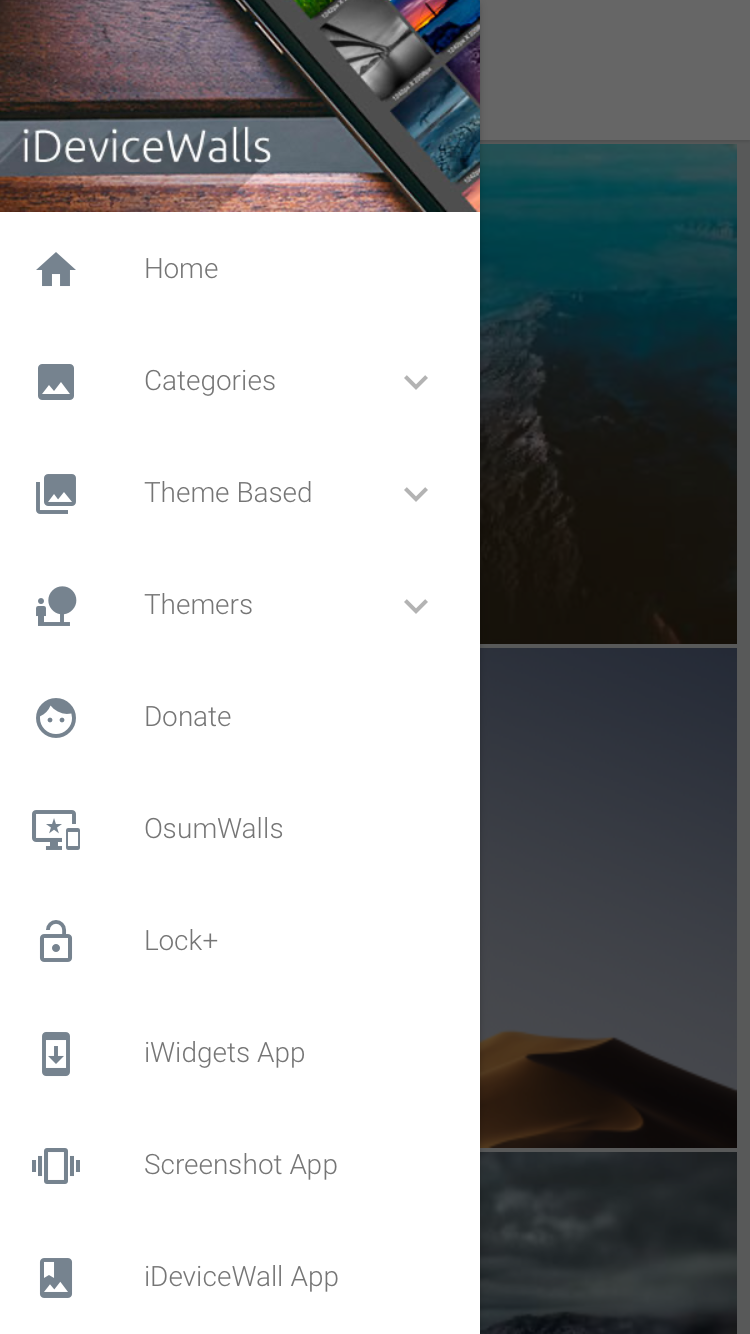 iDeviceWalls
Home
Categories
Theme Based
Themers
Donate
OsumWalls
Lock+
iWidgets App
Screenshot App
iDeviceWall App